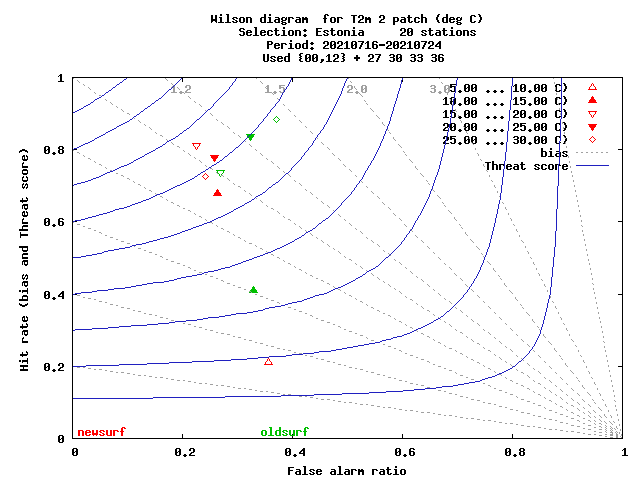 Wilson diagram  for T2m 2 patch (deg C)
Selection: Estonia     20 stations
Period: 20210716-20210724
Used {00,12} + 27 30 33 36
1.2 1.5 2.0 3.0
5.00 ... 10.00 C)
10.00 ... 15.00 C)
15.00 ... 20.00 C)
20.00 ... 25.00 C)
25.00 ... 30.00 C)
bias
Threat score
Hit rate (bias and Threat score)
1
0.8
0.6
0.4
0.2
0
newsurf oldsurf
0 0.2 0.4 0.6 0.8 1
False alarm ratio